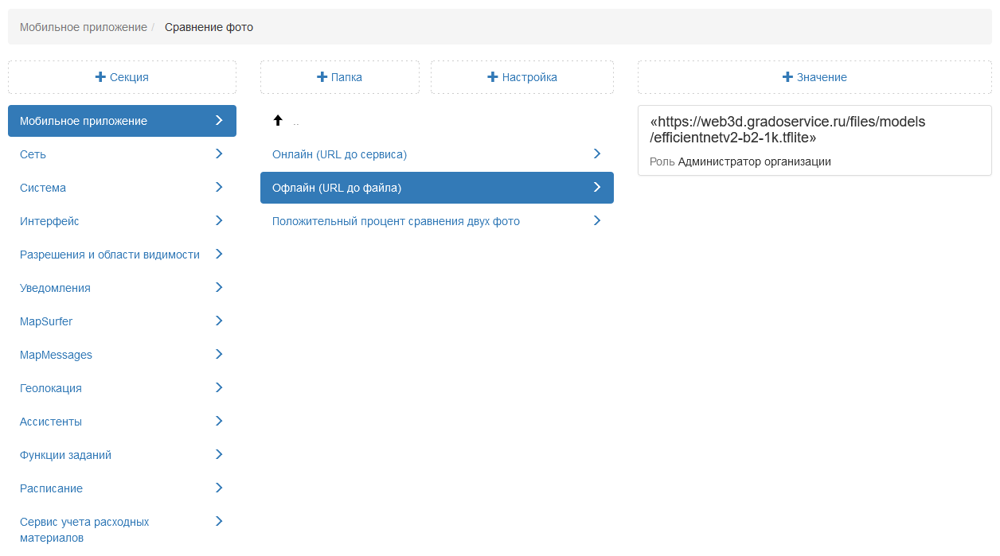 Мобильное приложение / Сравнение фото
Секция
Папка
Настройка
Значение
Мобильное приложение
Сеть
Система
Интерфейс
Разрешения и области видимости
Уведомления
MapSurfer
MapMessages
Геолокация
Ассистенты
Функции заданий
Расписание
Сервис учета расходных
материалов
..
Онлайн (URL до сервиса)
Офлайн (URL до файла)
Положительный процент сравнения двух фото
«https://web3d.gradoservice.ru/files/models
/efficientnetv2-b2-1k.tflite»
Роль Администратор организации